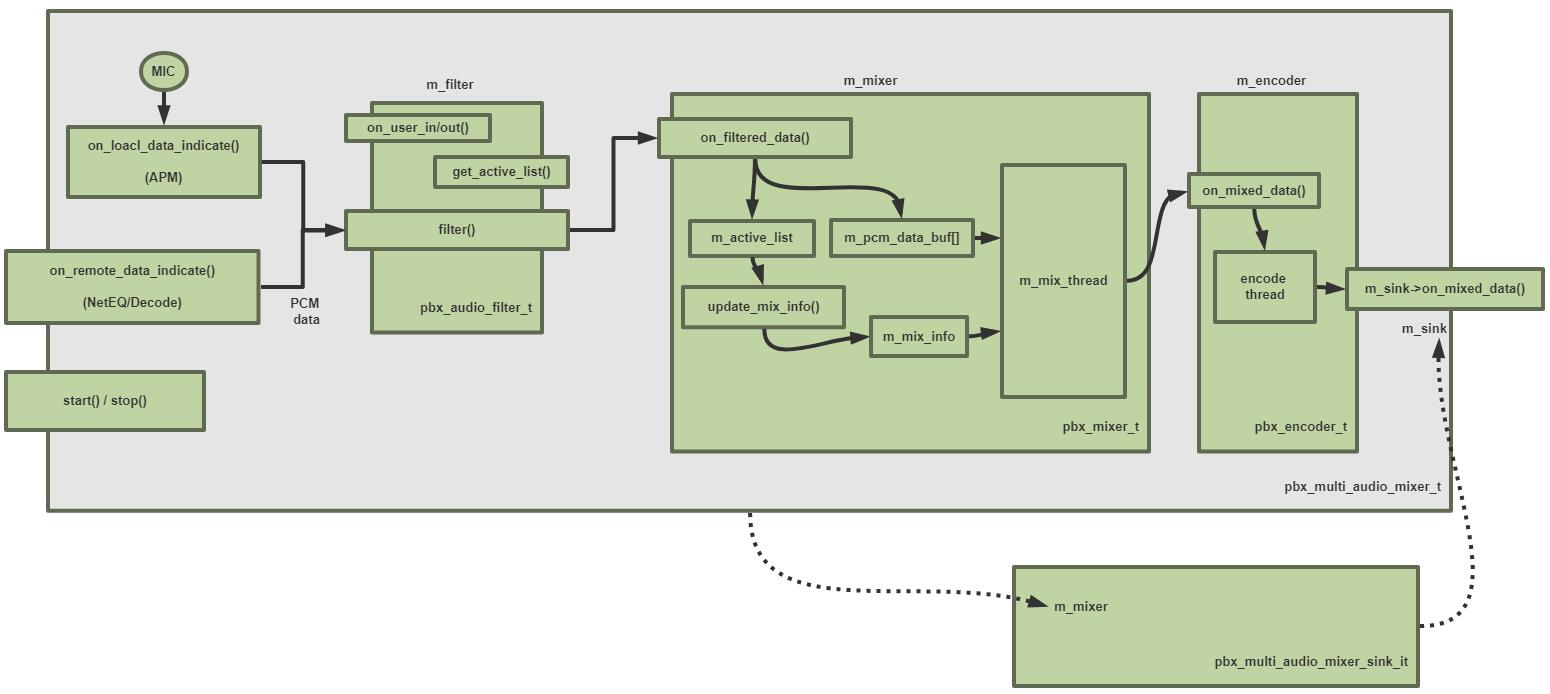 MIC
on_loacl_data_indicate()
(APM)
on_remote_data_indicate()
(NetEQ/Decode)
PCM
data
start() / stop()
m_filter
on_user_in/out()
get_active_list()
filter()
pbx_audio_filter_t
m_mixer
on_filtered_data()
m_active_list
m_pcm_data_buf[]
update_mix_info()
m_mix_info
m_mix_thread
pbx_mixer_t
m_encoder
on_mixed_data()
encode
thread
pbx_encoder_t
m_sink->on_mixed_data()
m_sink
pbx_multi_audio_mixer_t
m_mixer
pbx_multi_audio_mixer_sink_it